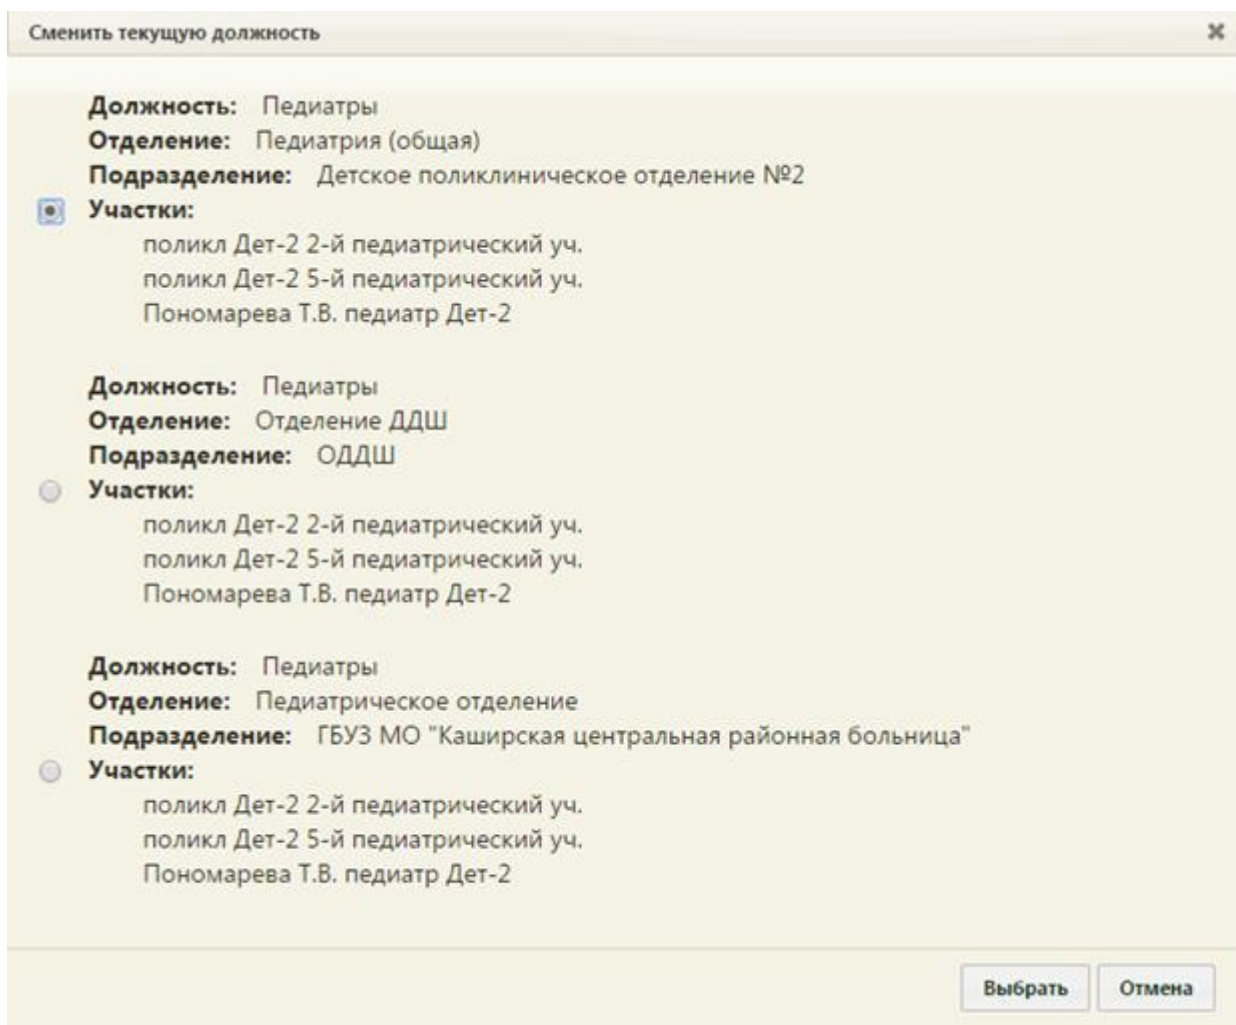 Сменить текущую должность
Должность: Педиатры
Отделение: Педиатрия (общая)
Подразделение: Детское поликлиническое отделение №2
Участки:
поликл Дет-2 2-й педиатрический уч.
поликл Дет-2 5-й педиатрический уч.
Пономарева Т.В. педиатр Дет-2
Должность: Педиатры
Отделение: Отделение ДДШ
Подразделение: ОДДШ
Участки:
поликл Дет-2 2-й педиатрический уч.
поликл Дет-2 5-й педиатрический уч.
Пономарева Т.В. педиатр Дет-2
Должность: Педиатры
Отделение: Педиатрическое отделение
Подразделение: ГБУЗ МО "Каширская центральная районная больница"
Участки:
поликл Дет-2 2-й педиатрический уч.
поликл Дет-2 5-й педиатрический уч.
Пономарева Т.В. педиатр Дет-2
Выбрать Отмена